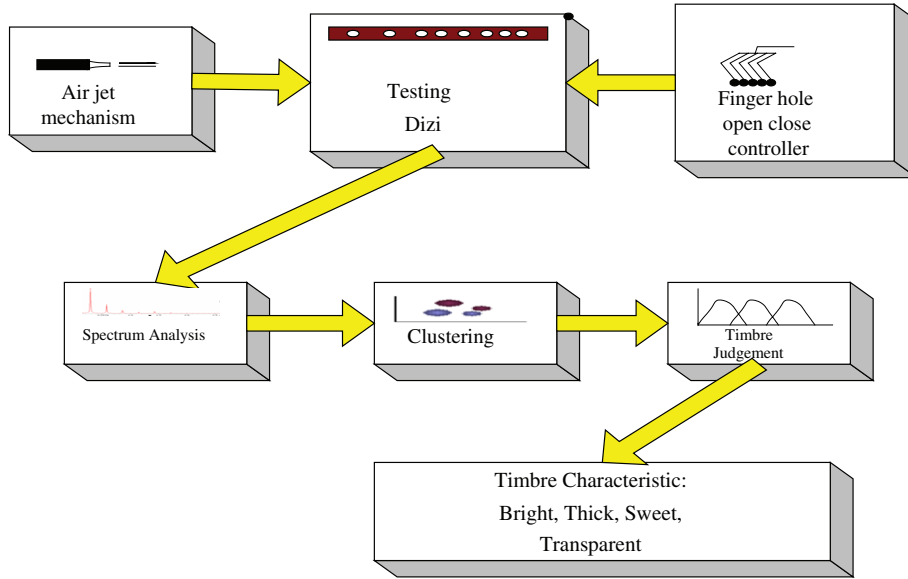 Air jet
mechanism
Testing
Dizi
Finger hole
open close
controller
Spectrum Analysis
Clustering
Timbre
Judgement
Timbre Characteristic:
Bright, Thick, Sweet,
Transparent